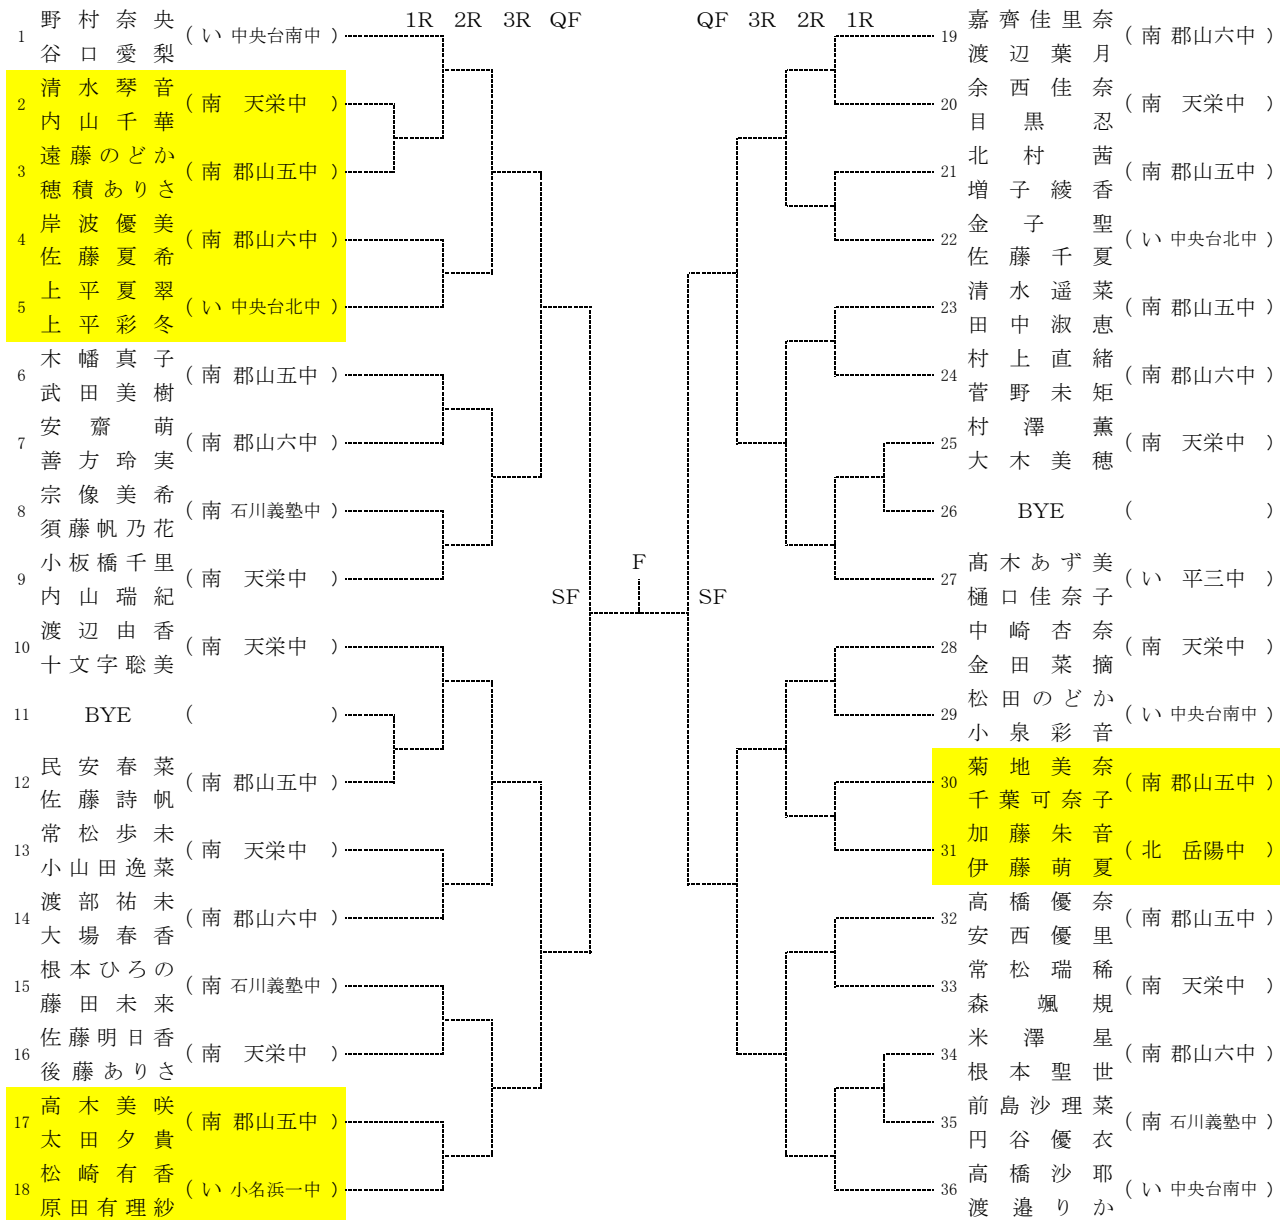 1R 2R 3R QF
QF 3R 2R 1R
野村奈央
1 (い 中央台南中)
谷口愛梨
清水琴音
2 (南 天栄中)
内山千華
遠藤のどか
3 (南 郡山五中)
穂積ありさ
岸波優美
4 (南 郡山六中)
佐藤夏希
上平夏翠
5 (い 中央台北中)
上平彩冬
木幡真子
6 (南 郡山五中)
武田美樹
安齋萌
7 (南 郡山六中)
善方玲実
宗像美希
8 (南 石川義塾中)
須藤帆乃花
小板橋千里
9 (南 天栄中)
内山瑞紀
渡辺由香
10 (南 天栄中)
十文字聡美
11 BYE ( )
民安春菜
12 (南 郡山五中)
佐藤詩帆
常松歩未
13 (南 天栄中)
小山田逸菜
渡部祐未
14 (南 郡山六中)
大場春香
根本ひろの
15 (南 石川義塾中)
藤田未来
佐藤明日香
16 (南 天栄中)
後藤ありさ
高木美咲
17 (南 郡山五中)
太田夕貴
松崎有香
18 (い 小名浜一中)
原田有理紗
F
SF
SF
嘉齊佳里奈
19 (南 郡山六中)
渡辺葉月
余西佳奈
20 (南 天栄中)
目黒忍
北村茜
21 (南 郡山五中)
増子綾香
金子聖
22 (い 中央台北中)
佐藤千夏
清水遥菜
23 (南 郡山五中)
田中淑恵
村上直緒
24 (南 郡山六中)
菅野未矩
村澤薫
25 (南 天栄中)
大木美穂
26 BYE ( )
髙木あず美
27 (い 平三中)
樋口佳奈子
中崎杏奈
28 (南 天栄中)
金田菜摘
松田のどか
29 (い 中央台南中)
小泉彩音
菊地美奈
30 (南 郡山五中)
千葉可奈子
加藤朱音
31 (北 岳陽中)
伊藤萌夏
高橋優奈
32 (南 郡山五中)
安西優里
常松瑞稀
33 (南 天栄中)
森颯規
米澤星
34 (南 郡山六中)
根本聖世
前島沙理菜
35 (南 石川義塾中)
円谷優衣
高橋沙耶
36 (い 中央台南中)
渡邉りか